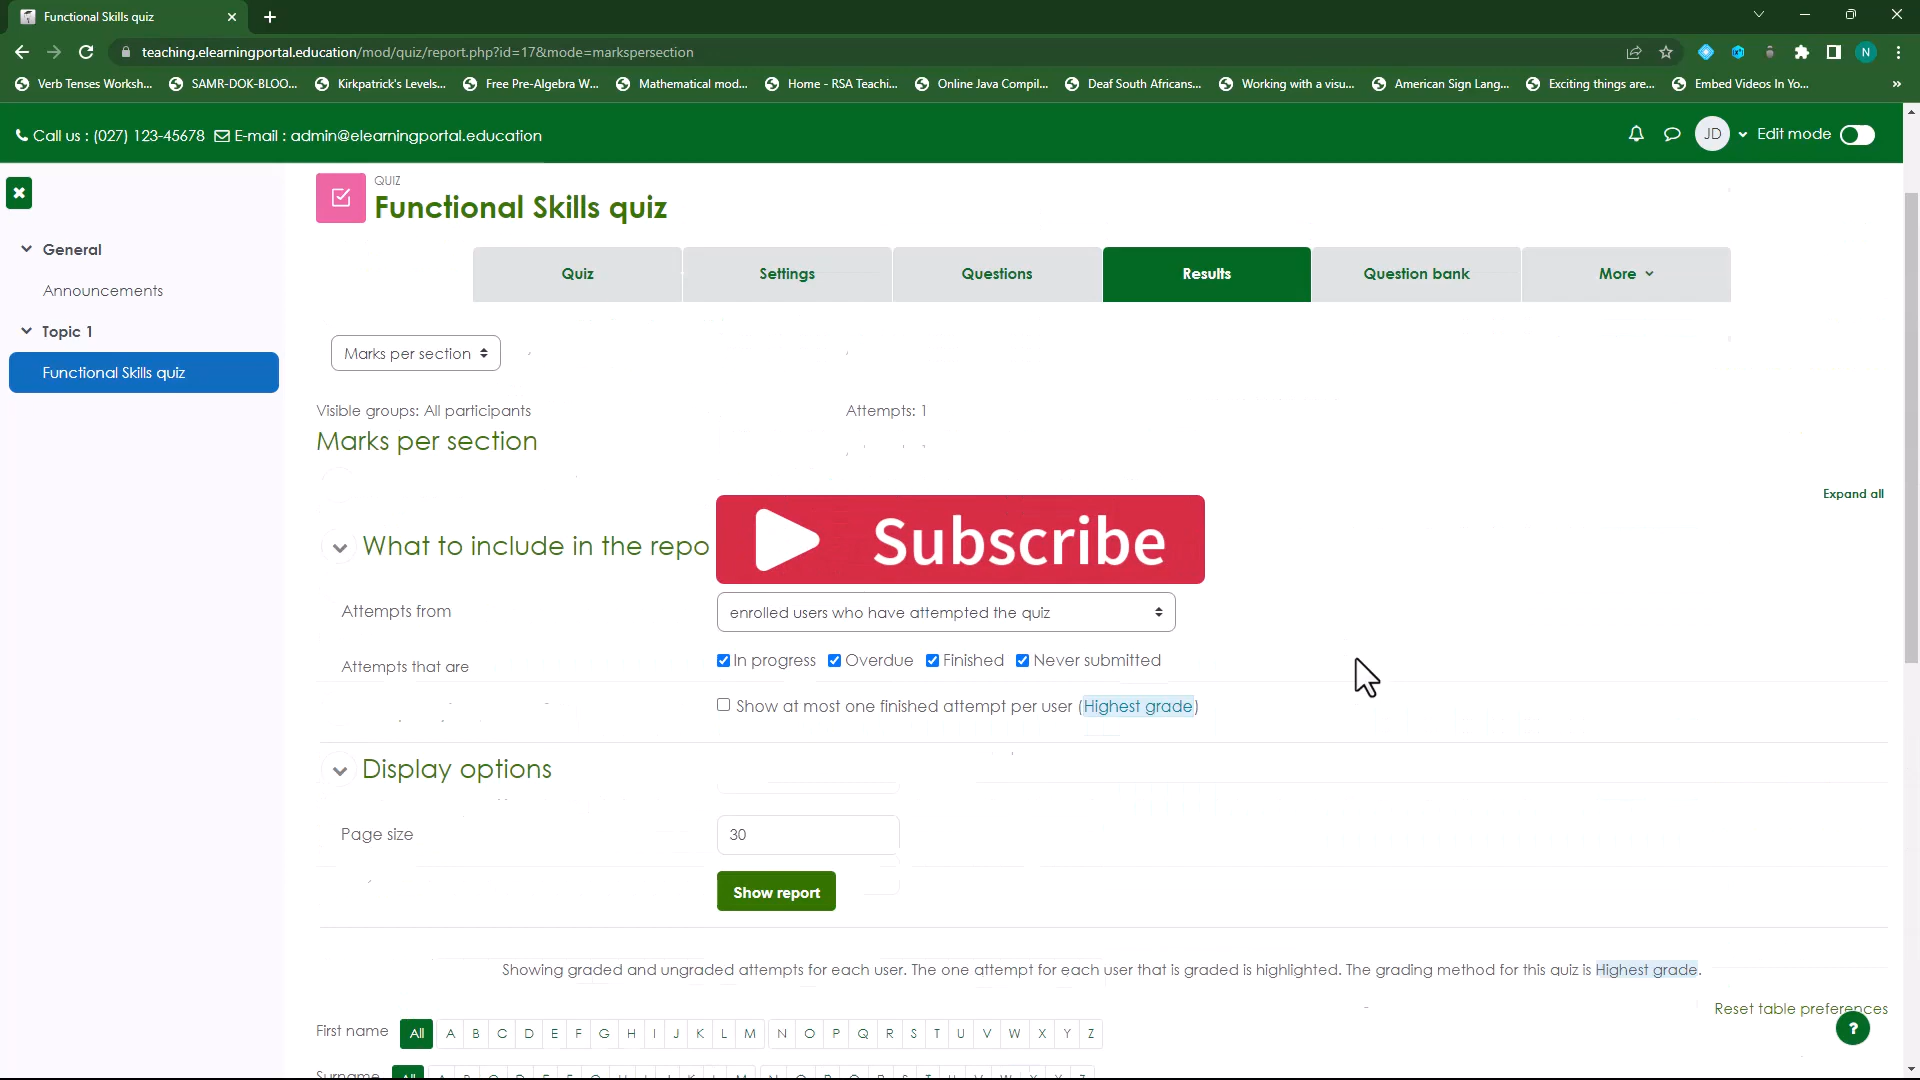 Functional Skills quiz
teaching.elearningportal.education/mod/quiz/report.php?id=17&mode=markspersection
N
Verb Tenses Worksh... SAMR-DOK-BLOO... Kirkpatrick's Levels... Free Pre-Algebra W... Mathematical mod... Home - RSA Teachi... Online Java Compil... Deaf South Africans... Working with a visu... American Sign Lang... Exciting things are... Embed Videos In Yo...
Call us : (027) 123-45678 E-mail : admin@elearningportal.education JD Edit mode
QUIZ
Functional Skills quiz
General
Announcements
Topic 1
Functional Skills quiz
Quiz Settings Questions Results Question bank More
Marks per section
Visible groups: All participants Attempts: 1
Marks per section
Expand all
What to include in the repo
Subscribe
Attempts from enrolled users who have attempted the quiz
Attempts that are In progress Overdue Finished Never submitted
Show at most one finished attempt per user (Highest grade)
Display options
Page size 30
Show report
Showing graded and ungraded attempts for each user. The one attempt for each user that is graded is highlighted. The grading method for this quiz is Highest grade.
Reset table preferences
?
First name All A B C D E F G H I J K L M N O P Q R S T U V W X Y Z
Surname All